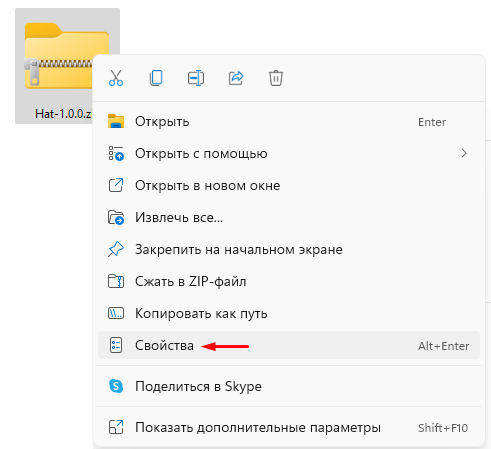 Hat-1.0.0.z
Открыть Enter
Открыть с помощью
Открыть в новом окне
Извлечь все...
Закрепить на начальном экране
Сжать в ZIP-файл
Копировать как путь
Свойства Alt+Enter
Поделиться в Skype
Показать дополнительные параметры Shift+F10